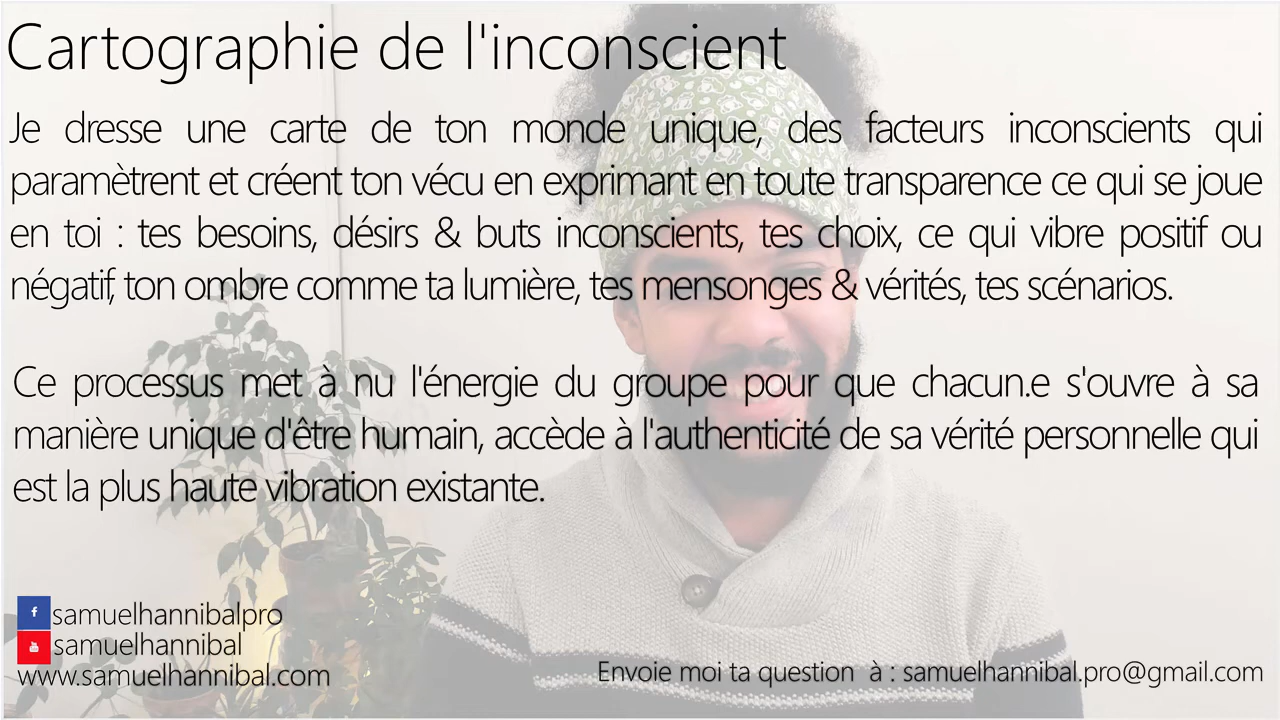 Cartographie de l'inconscient
Je dresse une carte de ton monde unique, des facteurs inconscients qui
paramètrent et créent ton vécu en exprimant en toute transparence ce qui se joue
en toi : tes besoins, désirs & buts inconscients, tes choix, ce qui vibre positif ou
négatif, ton ombre comme ta lumière, tes mensonges & vérités, tes scénarios.
Ce processus met à nu l'énergie du groupe pour que chacun.e s'ouvre à sa
manière unique d'être humain, accède à l'authenticité de sa vérité personnelle qui
est la plus haute vibration existante.
samuelhannibalpro
samuelhannibal
www.samuelhannibal.com
Envoie moi ta question à : samuelhannibal.pro@gmail.com